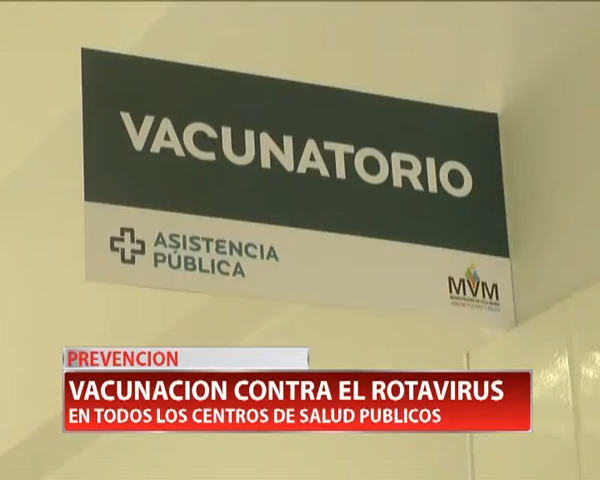 VACUNATORIO
ASISTENCIA
PÚBLICA
MVM
PREVENCION
VACUNACION CONTRA EL ROTAVIRUS
EN TODOS LOS CENTROS DE SALUD PUBLICOS